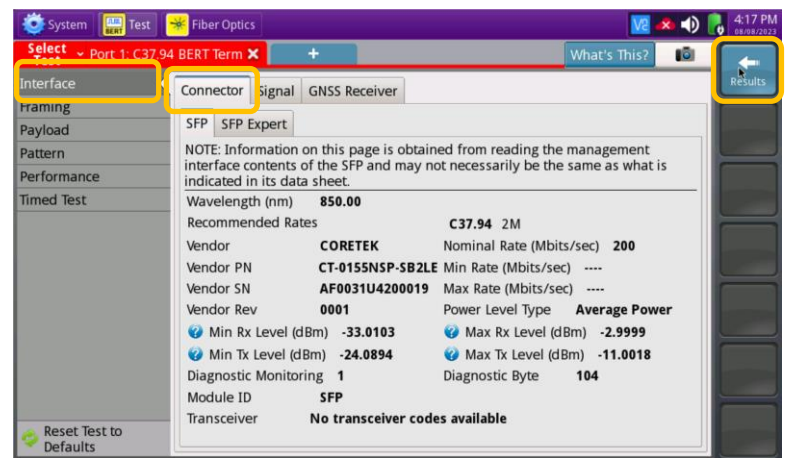 System Test Fiber Optics VE 4:17 PM
BERT 08/08/2023
Select Test Port 1: C37.94 BERT Term + What's This?
Results
Interface
Framing
Payload
Pattern
Performance
Timed Test
Reset Test to
Defaults
Connector Signal GNSS Receiver
SFP SFP Expert
NOTE: Information on this page is obtained from reading the management
interface contents of the SFP and may not necessarily be the same as what is
indicated in its data sheet.
Wavelength (nm) 850.00
Recommended Rates C37.94 2M
Vendor CORETEK Nominal Rate (Mbits/sec) 200
Vendor PN CT-0155NSP-SB2LE Min Rate (Mbits/sec) ----
Vendor SN AF0031U4200019 Max Rate (Mbits/sec) ----
Vendor Rev 0001 Power Level Type Average Power
Min Rx Level (dBm) -33.0103 Max Rx Level (dBm) -2.9999
Min Tx Level (dBm) -24.0894 Max Tx Level (dBm) -11.0018
Diagnostic Monitoring 1 Diagnostic Byte 104
Module ID SFP
Transceiver No transceiver codes available